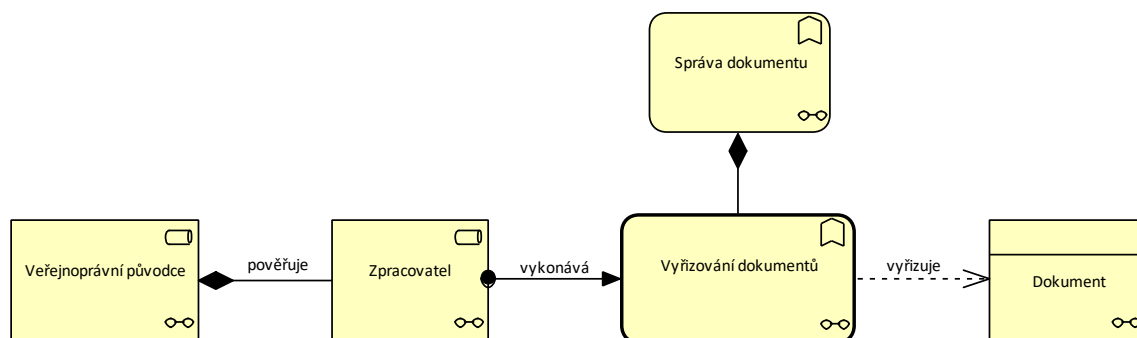 Správa dokumentu
Veřejnoprávní původce
pověřuje
Zpracovatel
vykonává
Vyřizování dokumentů
vyřizuje
Dokument